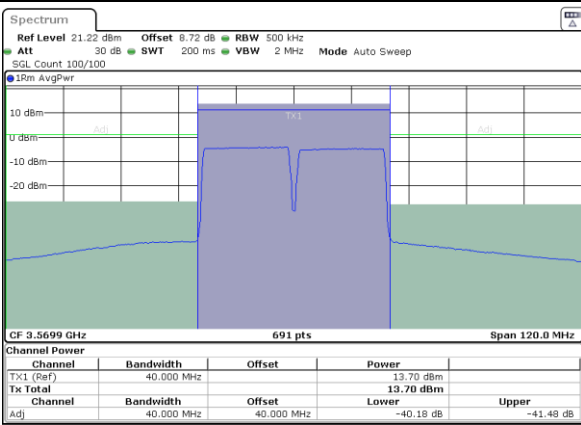 Spectrum
Ref Level 21.22 dBm Offset 8.72 dB RBW 500 kHz
Att 30 dB SWT 200 ms VBW 2 MHz Mode Auto Sweep
SGL Count 100/100
1Rm AvgPwr
10 dBm
TX1
Adj Adj
0 dBm
-10 dBm
-20 dBm
CF 3.5699 GHz 691 pts Span 120.0 MHz
Channel Power
Channel Bandwidth Offset Power
TX1 (Ref) 40.000 MHz 13.70 dBm
Tx Total 13.70 dBm
Channel Bandwidth Offset Lower Upper
Adj 40.000 MHz 40.000 MHz -40.18 dB -41.48 dB